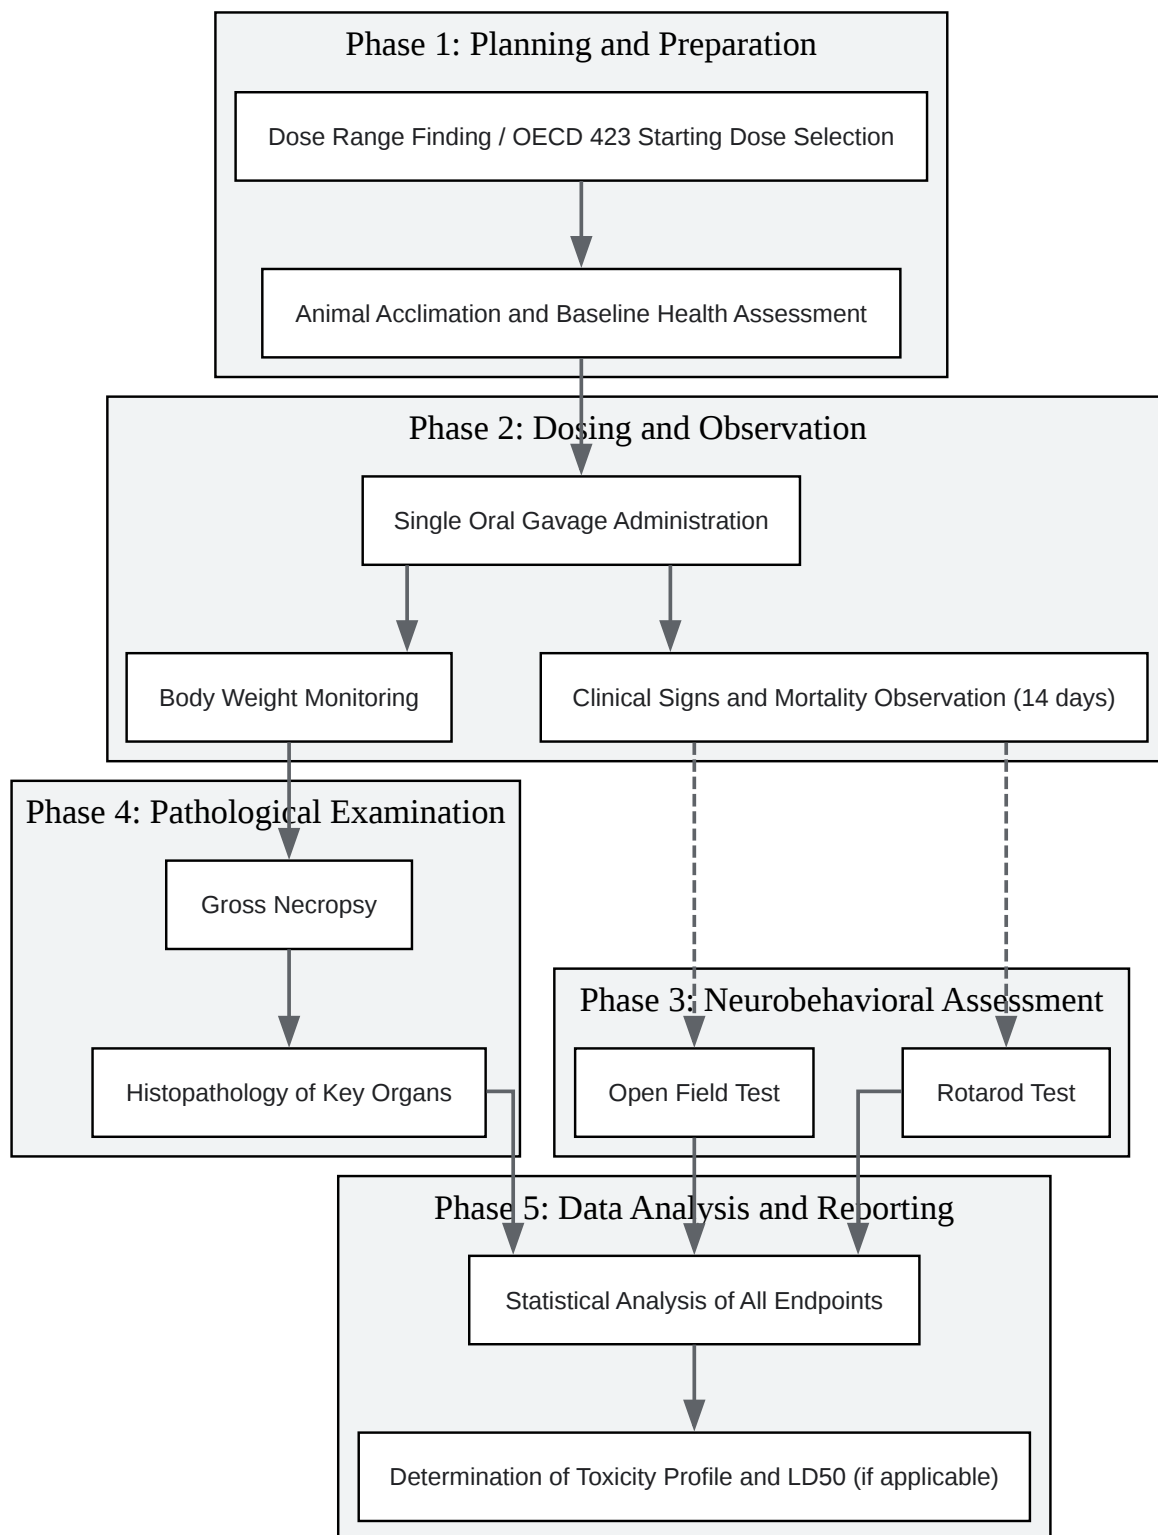 Phase 1: Planning and Preparation
Dose Range Finding / OECD 423 Starting Dose Selection
Animal Acclimation and Baseline Health Assessment
Phase 2: Dosing and Observation
Single Oral Gavage Administration
Body Weight Monitoring
Clinical Signs and Mortality Observation (14 days)
Phase 4: Pathological Examination
Gross Necropsy
Histopathology of Key Organs
Phase 3: Neurobehavioral Assessment
Open Field Test
Rotarod Test
Phase 5: Data Analysis and Reporting
Statistical Analysis of All Endpoints
Determination of Toxicity Profile and LD50 (if applicable)